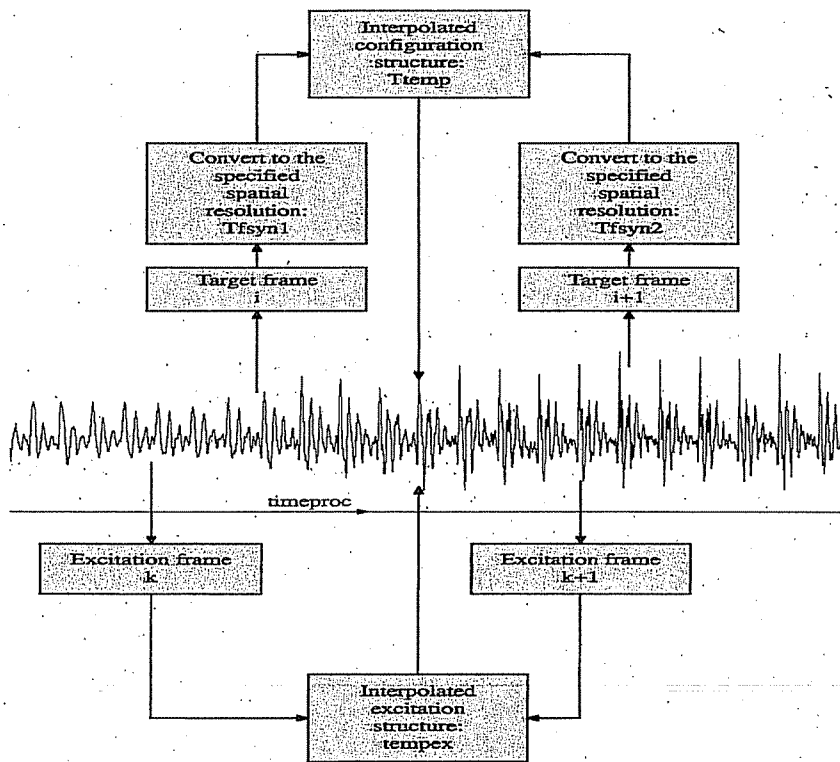 Interpolated
configuration
structure:
Ttemp
Convert to the
specified
spatial
resolution:
Tfsyn1
Convert to the
specified
spatial
resolution:
Tfsyn2
Target frame
i
Target frame
i+1
timeproc
Excitation frame
k
Excitation frame
k+1
Interpolated
excitation
structure:
tempex